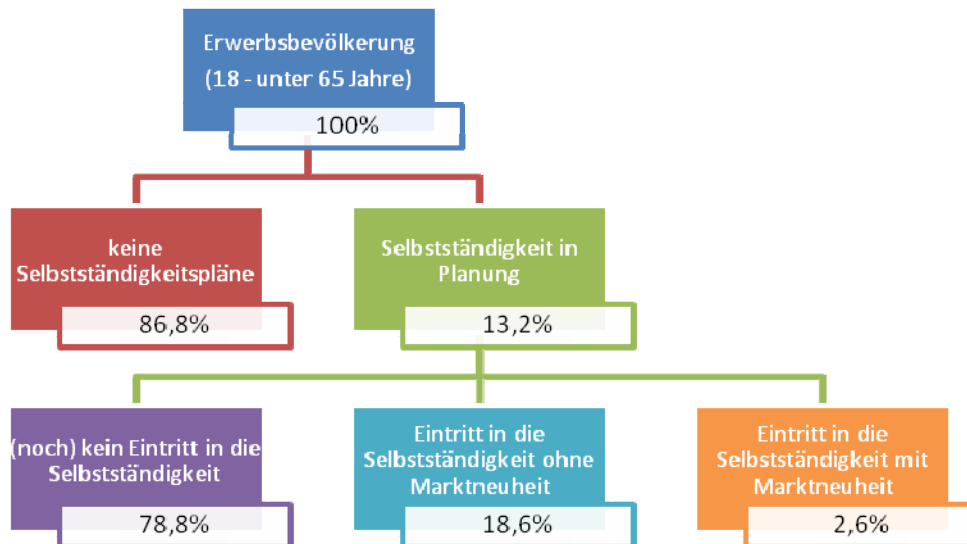 Erwerbsbevölkerung
(18 - unter 65 Jahre)
100%
keine
Selbstständigkeitspläne
86,8%
Selbstständigkeit in
Planung
13,2%
(noch) kein Eintritt in die
Selbstständigkeit
78,8%
Eintritt in die
Selbstständigkeit ohne
Marktneuheit
18,6%
Eintritt in die
Selbstständigkeit mit
Marktneuheit
2,6%